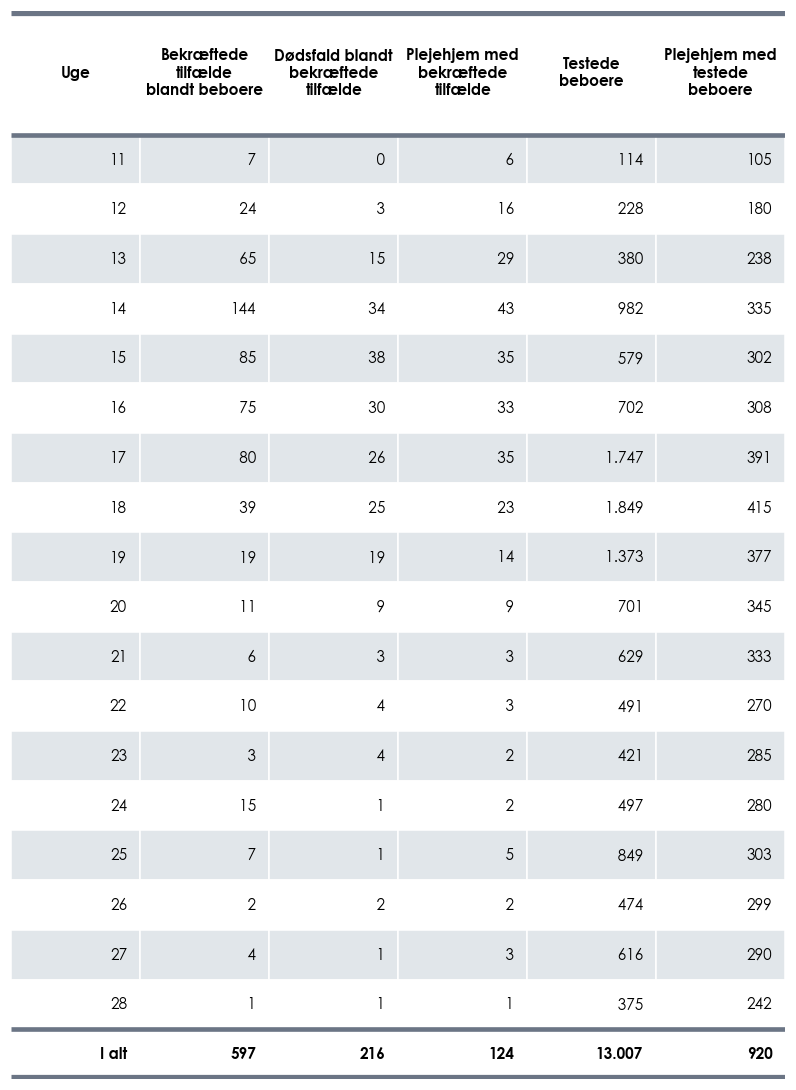 Uge Bekræftede tilfælde blandt beboere Dødsfald blandt bekræftede tilfælde Plejehjem med bekræftede tilfælde Testede beboere Plejehjem med testede beboere
11 7 0 6 114 105
12 24 3 16 228 180
13 65 15 29 380 238
14 144 34 43 982 335
15 85 38 35 579 302
16 75 30 33 702 308
17 80 26 35 1.747 391
18 39 25 23 1.849 415
19 19 19 14 1.373 377
20 11 9 9 701 345
21 6 3 3 629 333
22 10 4 3 491 270
23 3 4 2 421 285
24 15 1 2 497 280
25 7 1 5 849 303
26 2 2 2 474 299
27 4 1 3 616 290
28 1 1 1 375 242
I alt 597 216 124 13.007 920